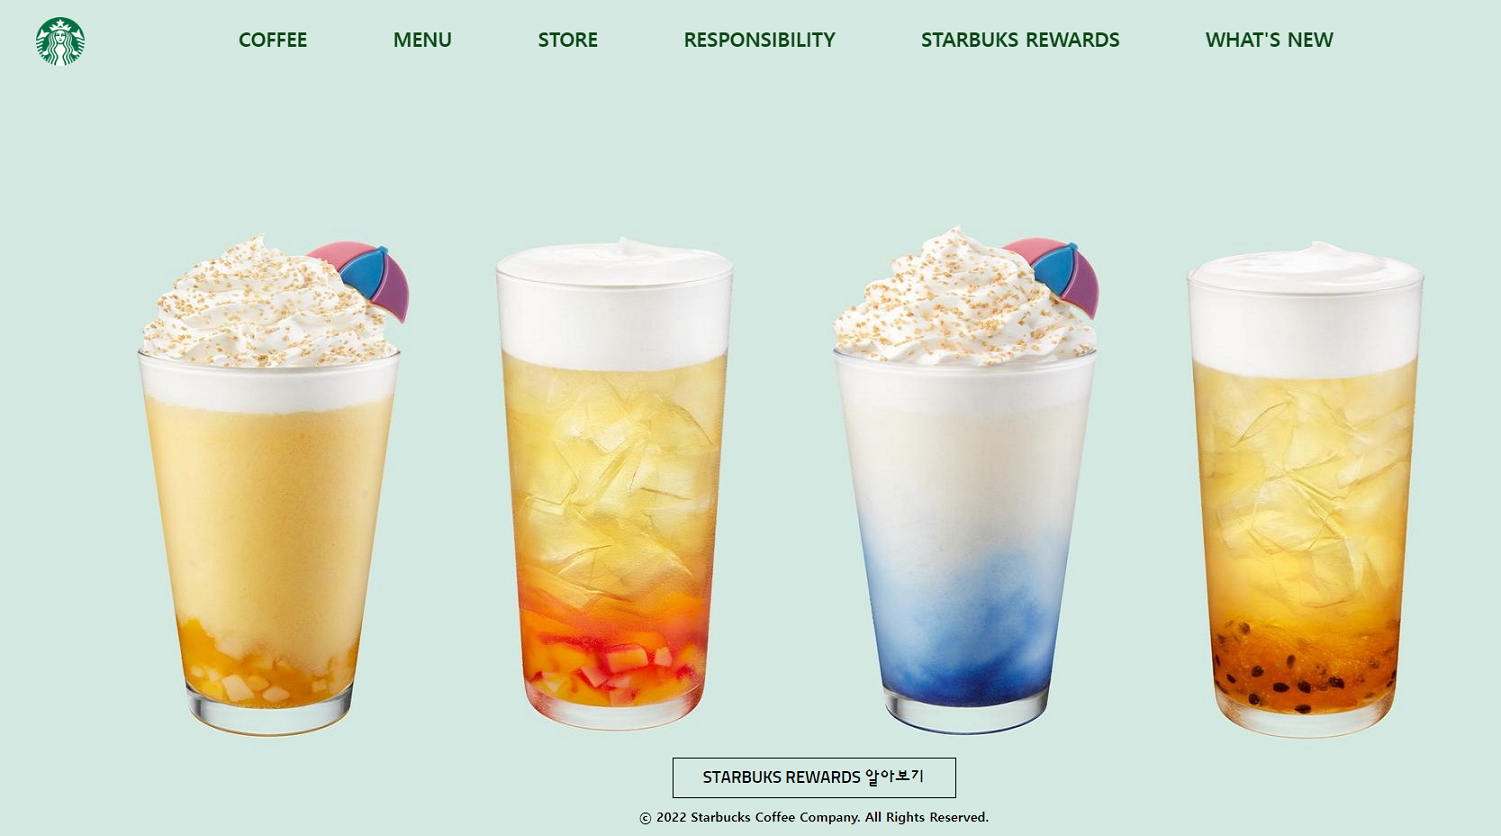 COFFEE MENU STORE RESPONSIBILITY STARBUKS REWARDS WHAT'S NEW
STARBUKS REWARDS 알아보기
© 2022 Starbucks Coffee Company. All Rights Reserved.